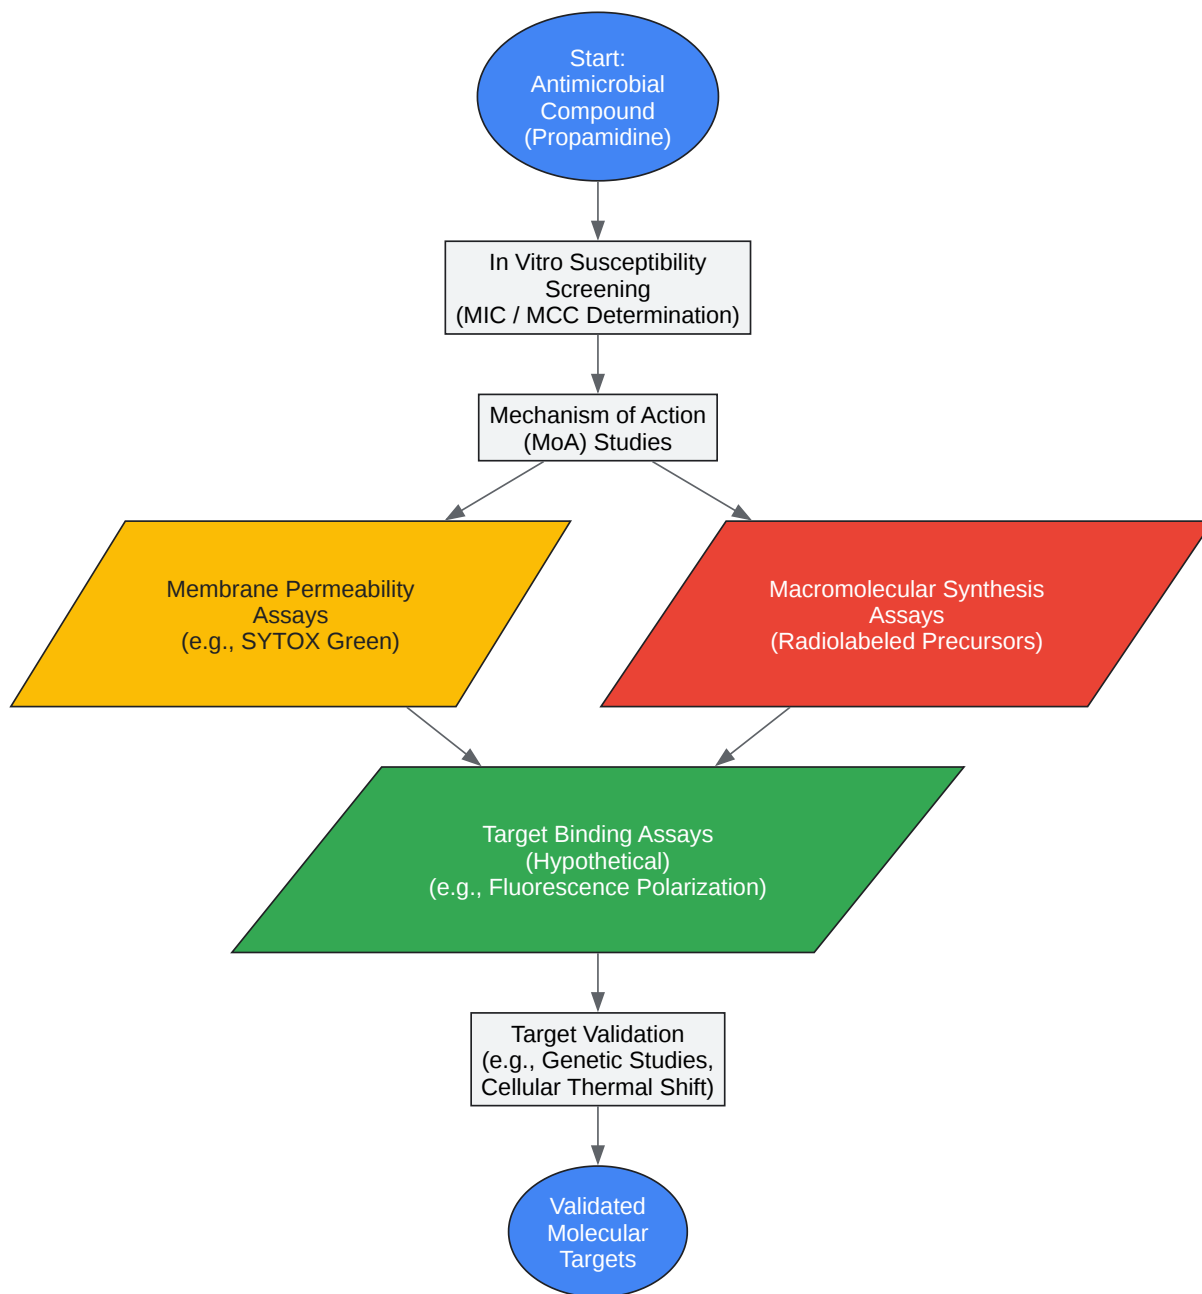 Start:
Antimicrobial
Compound
(Propamidine)
In Vitro Susceptibility
Screening
(MIC / MCC Determination)
Mechanism of Action
(MoA) Studies
Membrane Permeability
Assays
(e.g., SYTOX Green)
Macromolecular Synthesis
Assays
(Radiolabeled Precursors)
Target Binding Assays
(Hypothetical)
(e.g., Fluorescence Polarization)
Target Validation
(e.g., Genetic Studies,
Cellular Thermal Shift)
Validated
Molecular
Targets